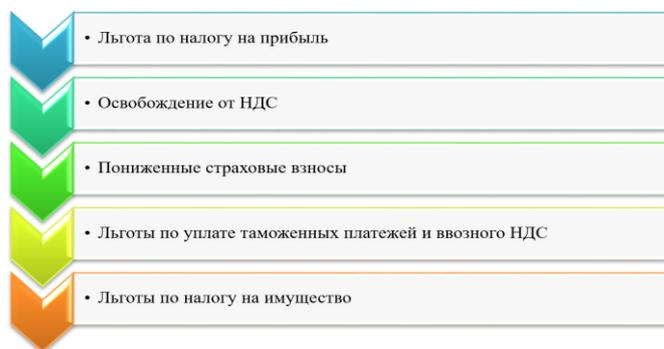 • Льгота по налогу на прибыль
• Освобождение от НДС
• Пониженные страховые взносы
• Льготы по уплате таможенных платежей и ввозного НДС
• Льготы по налогу на имущество